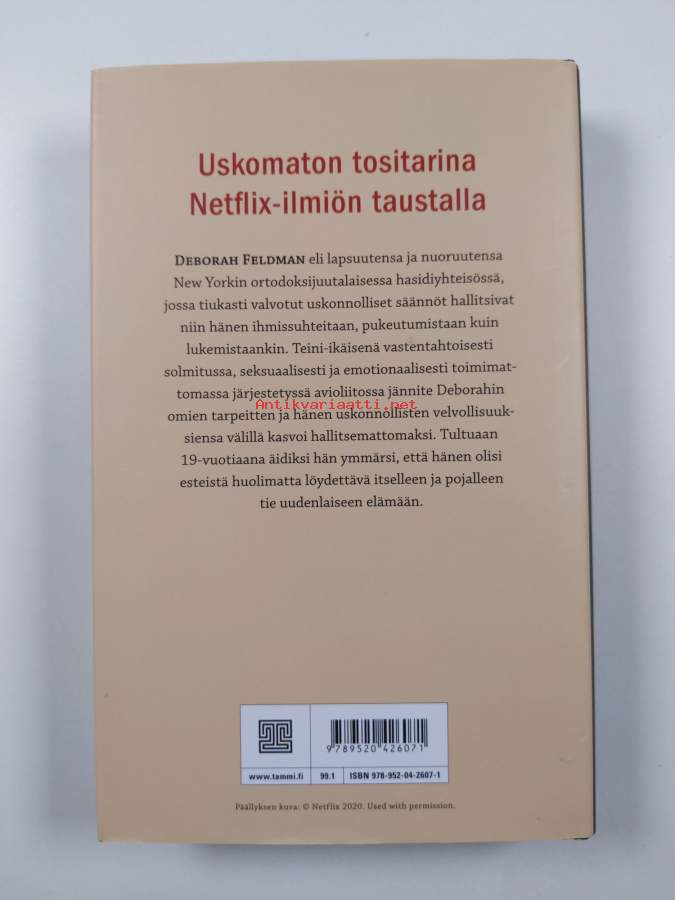 Uskomaton tositarina
Netflix-ilmiön taustalla
DEBORAH FELDMAN eli lapsuutensa ja nuoruutensa
New Yorkin ortodoksijuutalaisessa hasidiyhteisössä,
jossa tiukasti valvotut uskonnolliset säännöt hallitsivat
niin hänen ihmissuhteitaan, pukeutumistaan kuin
lukemistaankin. Teini-ikäisenä vastentahtoisesti
solmitussa, seksuaalisesti ja emotionaalisesti toimimat-
tomassa järjestetyssä avioliitossa jännite Deborahin
Antikvariaatti.net
omien tarpeitten ja hänen uskonnollisten velvollisuuk-
siensa välillä kasvoi hallitsemattomaksi. Tultuaan
19-vuotiaana äidiksi hän ymmärsi, että hänen olisi
esteistä huolimatta löydettävä itselleen ja pojalleen
tie uudenlaiseen elämään.
9 789520 426071
www.tammi.fi 99.1 ISBN 978-952-04-2607-1
Päällyksen kuva: © Netflix 2020. Used with permission.